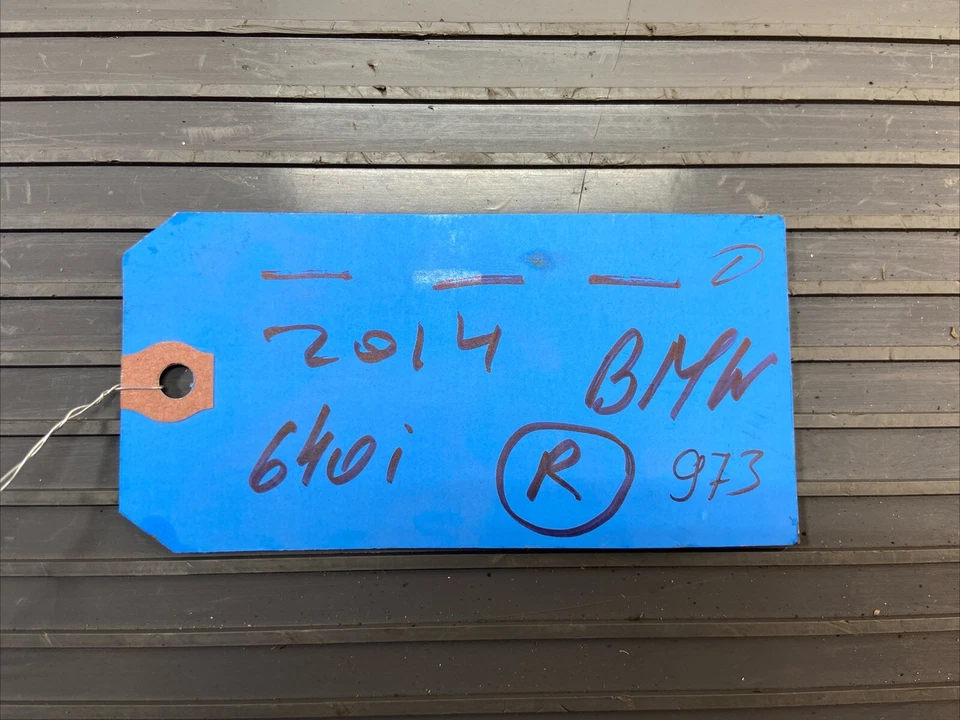 — — — D
2014 BMW
640i R 973